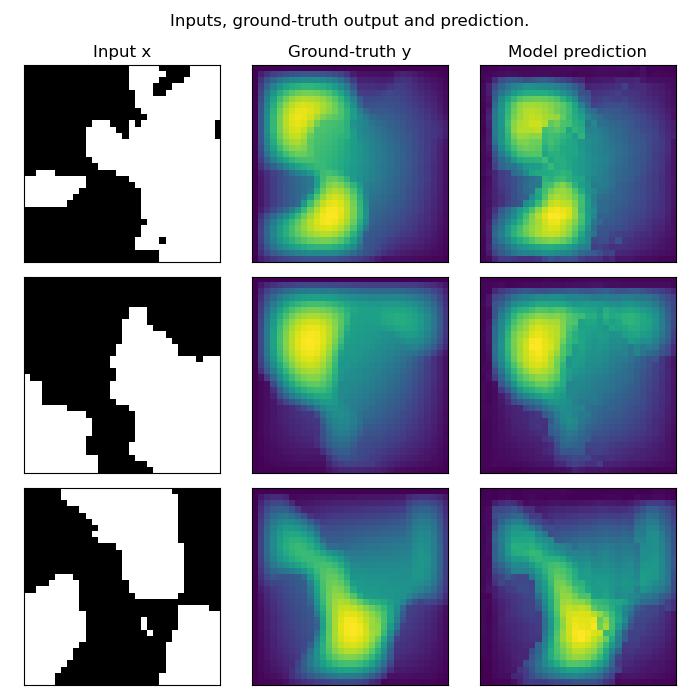 Inputs, ground-truth output and prediction.
Input x
Ground-truth y
Model prediction